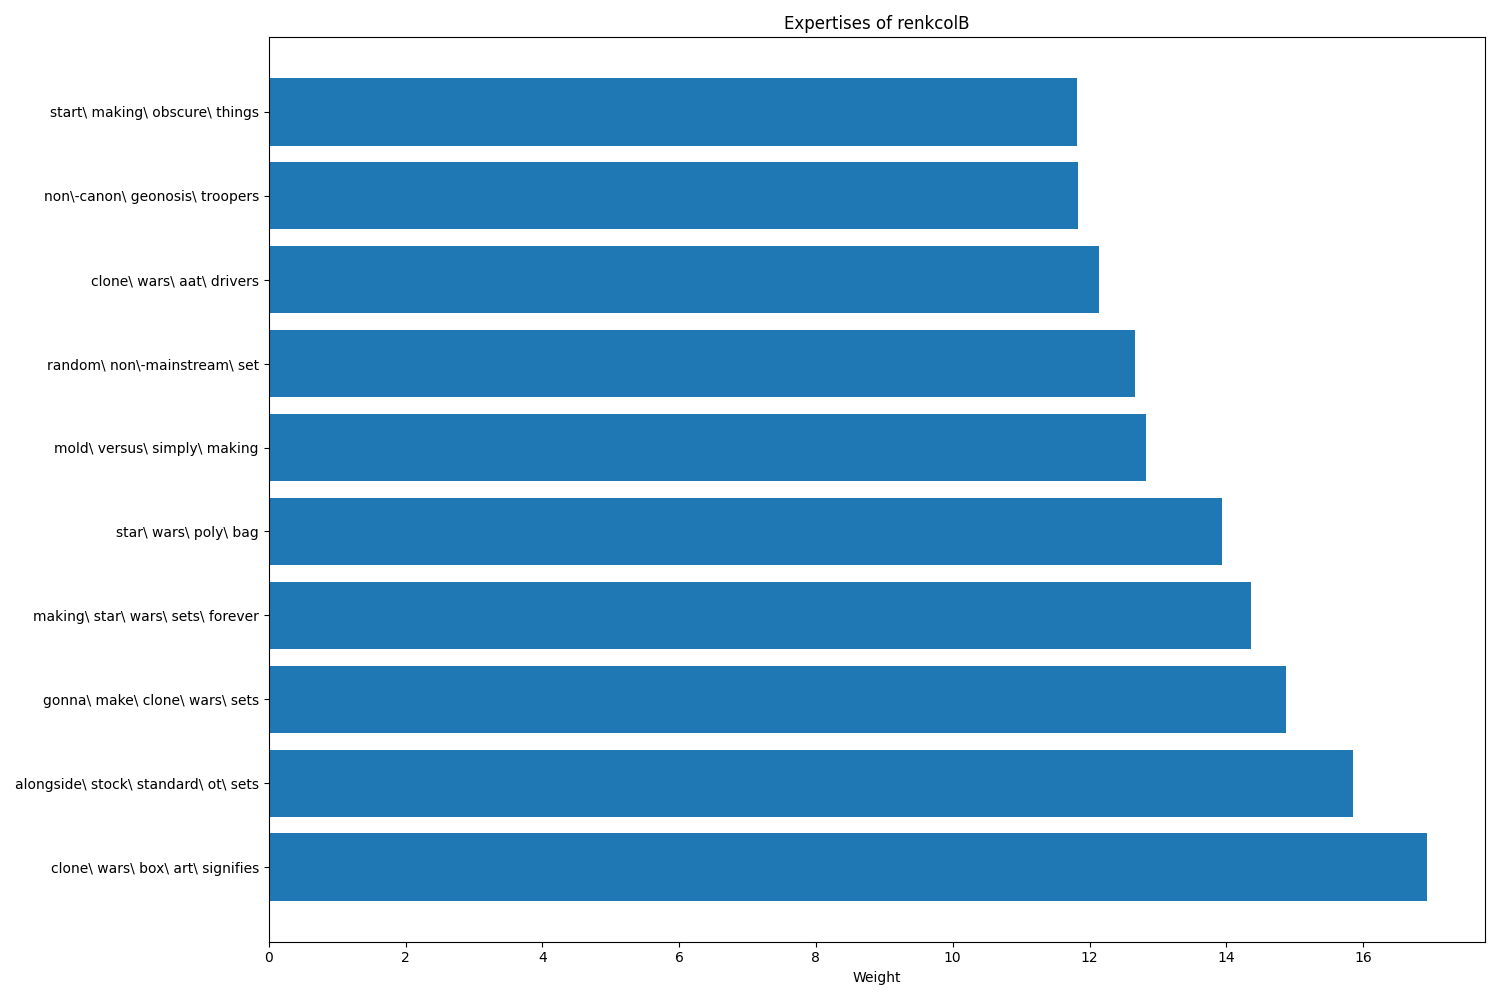 Expertises of renkcolB
start\ making\ obscure\ things
non\-canon\ geonosis\ troopers
clone\ wars\ aat\ drivers
random\ non\-mainstream\ set
mold\ versus\ simply\ making
star\ wars\ poly\ bag
making\ star\ wars\ sets\ forever
gonna\ make\ clone\ wars\ sets
alongside\ stock\ standard\ ot\ sets
clone\ wars\ box\ art\ signifies
0 2 4 6 8 10 12 14 16
Weight